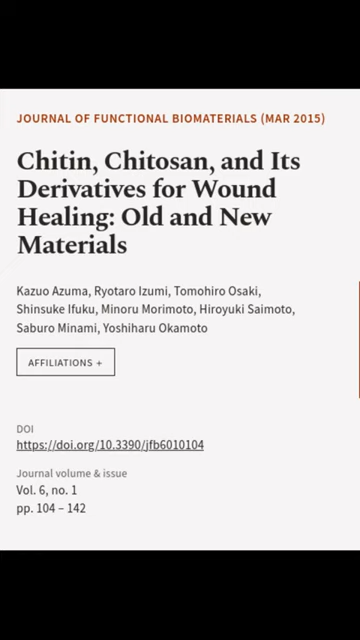 JOURNAL OF FUNCTIONAL BIOMATERIALS (MAR 2015)
Chitin, Chitosan, and Its
Derivatives for Wound
Healing: Old and New
Materials
Kazuo Azuma, Ryotaro Izumi, Tomohiro Osaki,
Shinsuke Ifuku, Minoru Morimoto, Hiroyuki Saimoto,
Saburo Minami, Yoshiharu Okamoto
AFFILIATIONS +
DOI
https://doi.org/10.3390/jfb6010104
Journal volume & issue
Vol. 6, no. 1
pp. 104 – 142